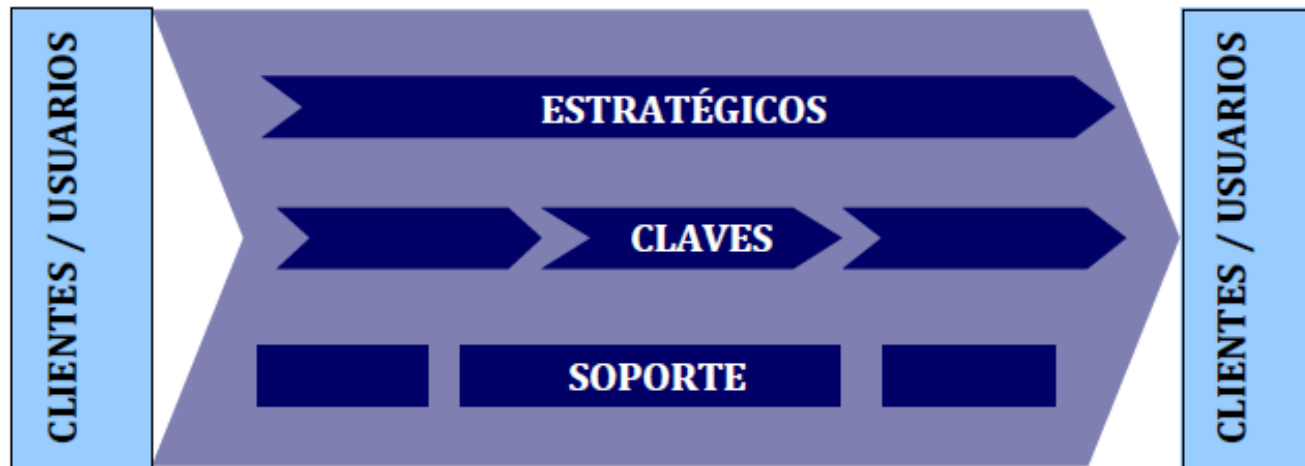 CLIENTES / USUARIOS
ESTRATÉGICOS
CLAVES
SOPORTE
CLIENTES / USUARIOS